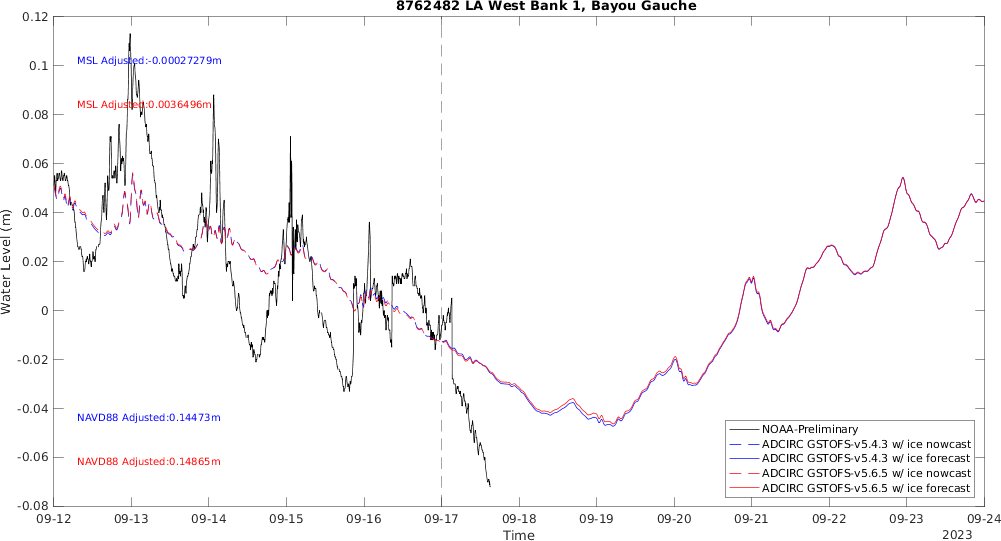 8762482 LA West Bank 1, Bayou Gauche
0.12
0.1
0.08
0.06
0.04
0.02
0
-0.02
-0.04
-0.06
-0.08
Water Level (m)
MSL Adjusted:-0.00027279m
MSL Adjusted:0.0036496m
NAVD88 Adjusted:0.14473m
NAVD88 Adjusted:0.14865m
NOAA-Preliminary
ADCIRC GSTOFS-v5.4.3 w/ ice nowcast
ADCIRC GSTOFS-v5.4.3 w/ ice forecast
ADCIRC GSTOFS-v5.6.5 w/ ice nowcast
ADCIRC GSTOFS-v5.6.5 w/ ice forecast
09-12 09-13 09-14 09-15 09-16 09-17 09-18 09-19 09-20 09-21 09-22 09-23 09-24
Time
2023